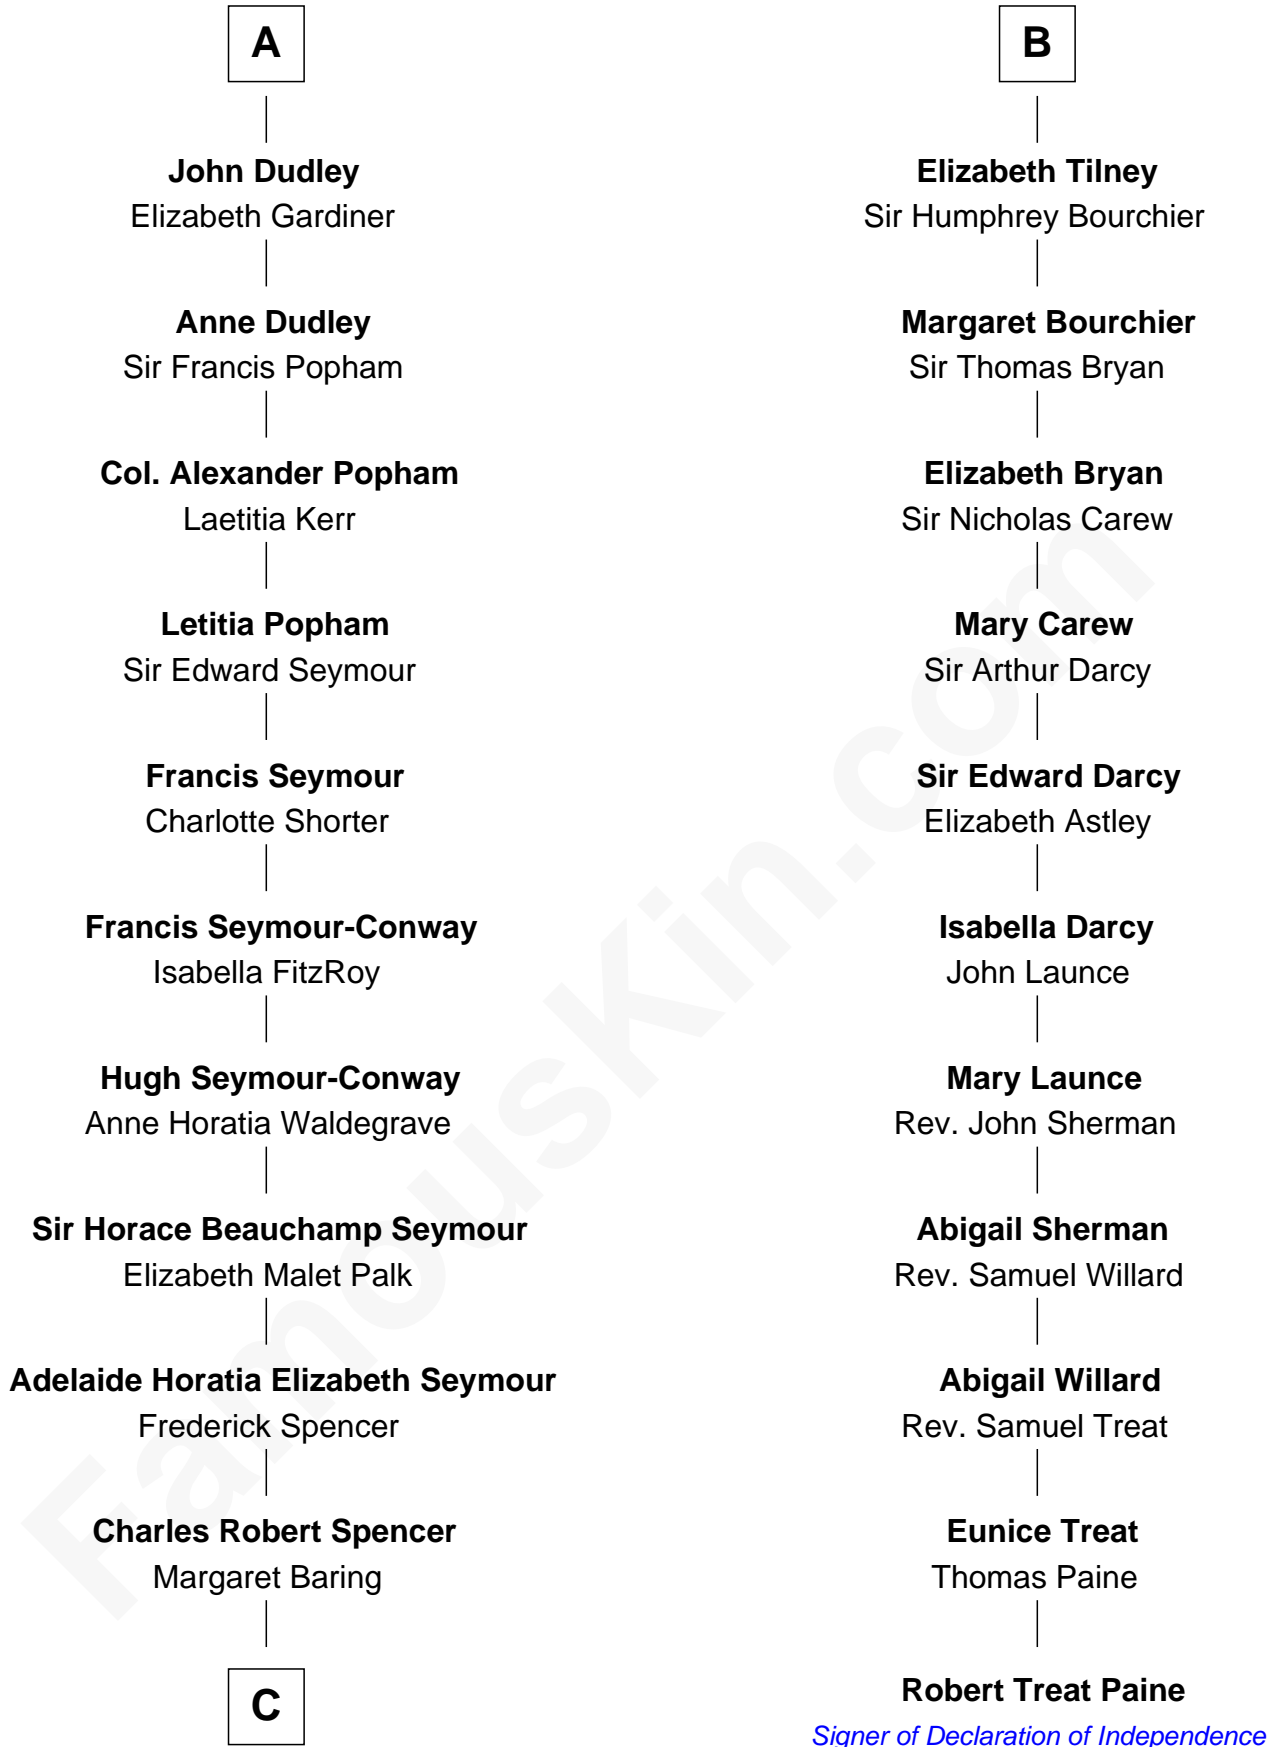 A
John Dudley
Elizabeth Gardiner
Anne Dudley
Sir Francis Popham
Col. Alexander Popham
Laetitia Kerr
Letitia Popham
Sir Edward Seymour
Francis Seymour
Charlotte Shorter
Francis Seymour-Conway
Isabella FitzRoy
Hugh Seymour-Conway
Anne Horatia Waldegrave
Sir Horace Beauchamp Seymour
Elizabeth Malet Palk
Adelaide Horatia Elizabeth Seymour
Frederick Spencer
Charles Robert Spencer
Margaret Baring
C
B
Elizabeth Tilney
Sir Humphrey Bourchier
Margaret Bourchier
Sir Thomas Bryan
Elizabeth Bryan
Sir Nicholas Carew
Mary Carew
Sir Arthur Darcy
Sir Edward Darcy
Elizabeth Astley
Isabella Darcy
John Launce
Mary Launce
Rev. John Sherman
Abigail Sherman
Rev. Samuel Willard
Abigail Willard
Rev. Samuel Treat
Eunice Treat
Thomas Paine
Robert Treat Paine
Signer of Declaration of Independence
FamousKin.com